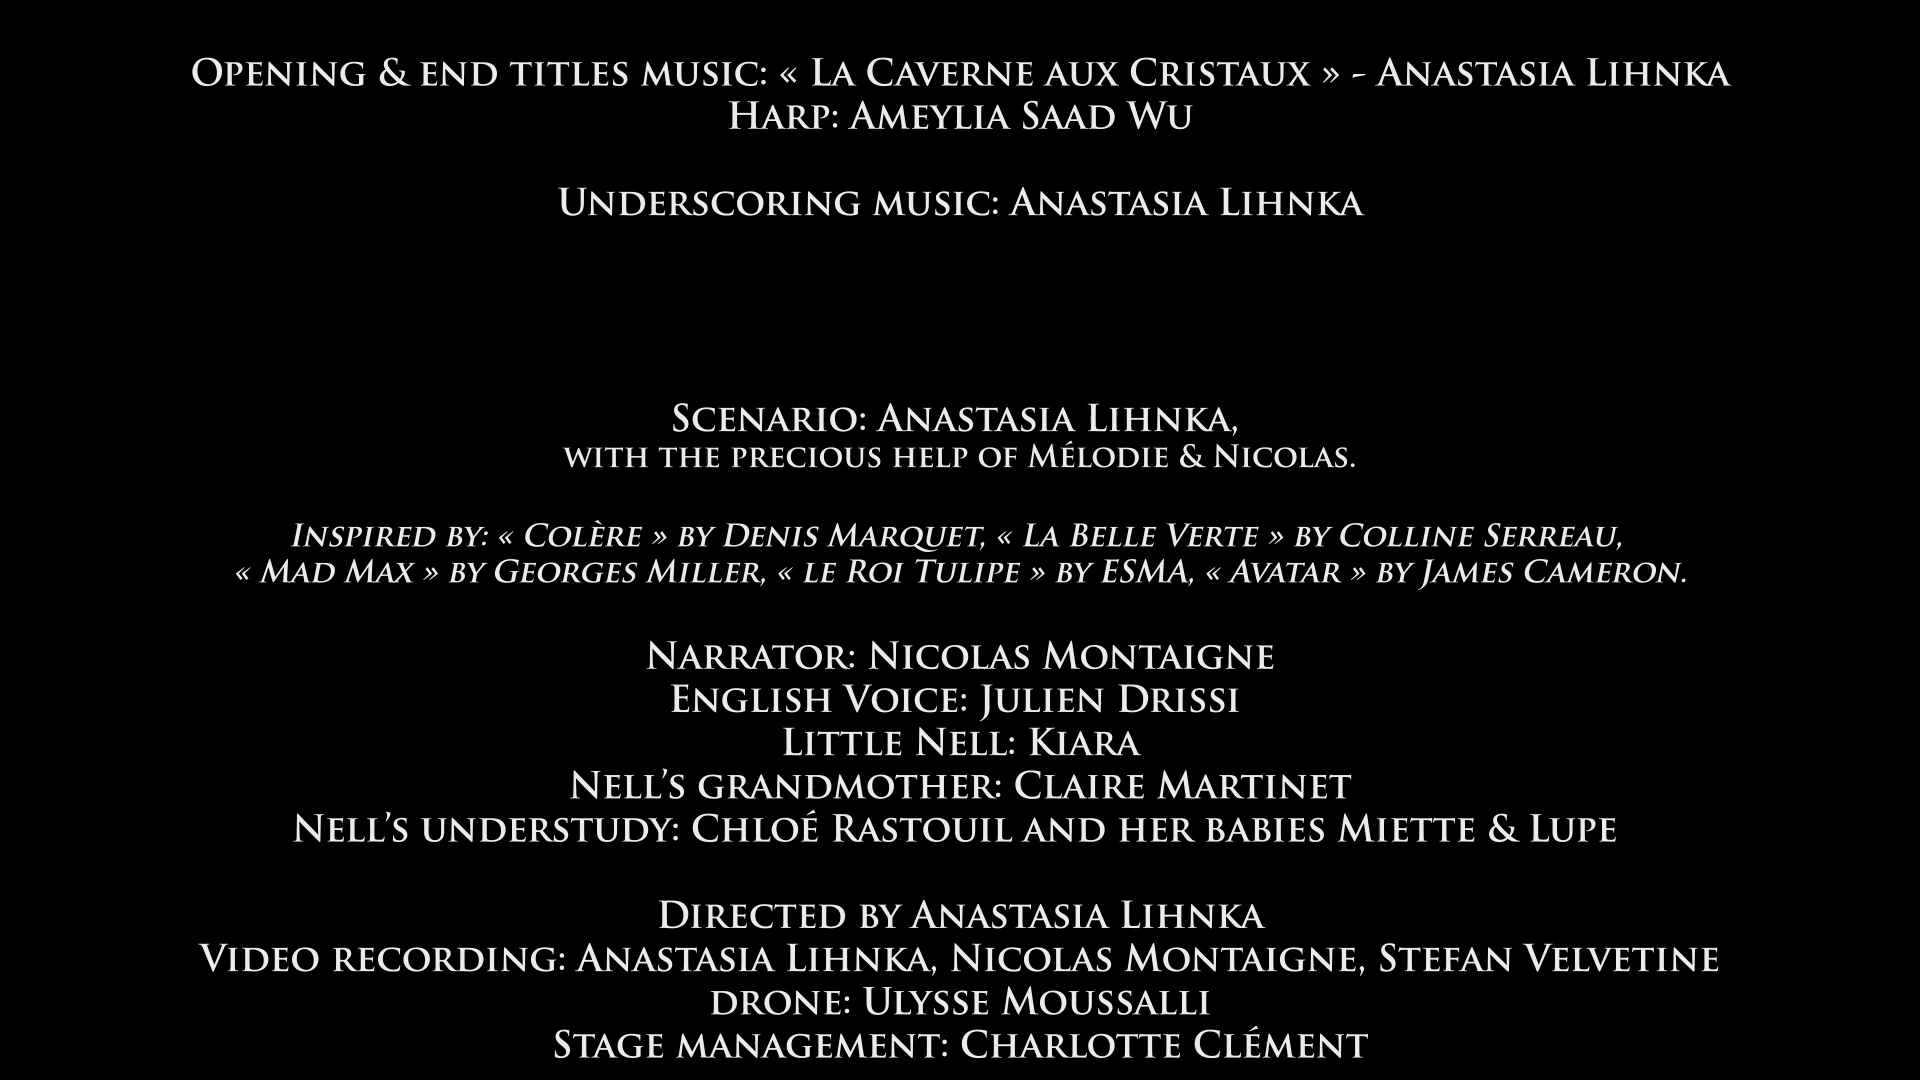 Opening & end titles music: « La Caverne aux Cristaux » - Anastasia Lihnka
Harp: Ameylia Saad Wu
Underscoring music: Anastasia Lihnka
Scenario: Anastasia Lihnka,
with the precious help of Mélodie & Nicolas.
Inspired by: « Colère » by Denis Marquet, « La Belle Verte » by Colline Serreau,
« Mad Max » by Georges Miller, « le Roi Tulipe » by ESMA, « Avatar » by James Cameron.
Narrator: Nicolas Montaigne
English Voice: Julien Drissi
Little Nell: Kiara
Nell's grandmother: Claire Martinet
Nell's understudy: Chloé Rastouil and her babies Miette & Lupe
Directed by Anastasia Lihnka
Video recording: Anastasia Lihnka, Nicolas Montaigne, Stefan Velvetine
drone: Ulysse Moussalli
Stage management: Charlotte Clément